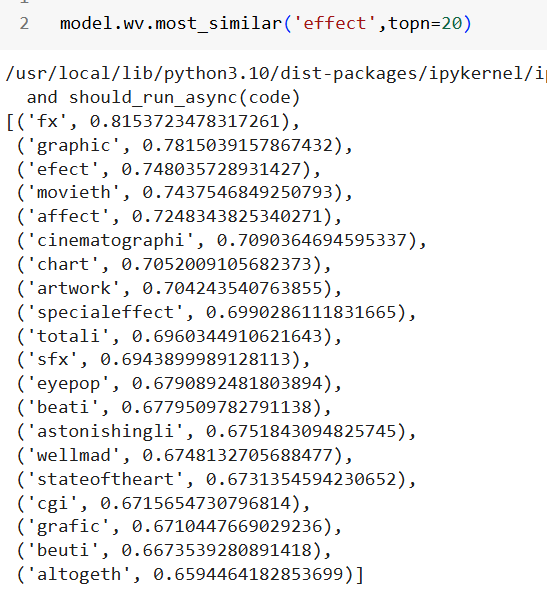 2 model.wv.most_similar('effect',topn=20)
/usr/local/lib/python3.10/dist-packages/ipykernel/
and should_run_async(code)
[('fx', 0.8153723478317261),
('graphic', 0.7815039157867432),
('efect', 0.748035728931427),
('movieth', 0.7437546849250793),
('affect', 0.7248343825340271),
('cinematographi', 0.7090364694595337),
('chart', 0.7052009105682373),
('artwork', 0.704243540763855),
('specialeffect', 0.6990286111831665),
('totali', 0.6960344910621643),
('sfx', 0.6943899989128113),
('eyepop', 0.6790892481803894),
('beati', 0.6779509782791138),
('astonishingli', 0.6751843094825745),
('wellmad', 0.6748132705688477),
('stateoftheart', 0.6731354594230652),
('cgi', 0.6715654730796814),
('grafic', 0.6710447669029236),
('beuti', 0.6673539280891418),
('altogeth', 0.6594464182853699)]